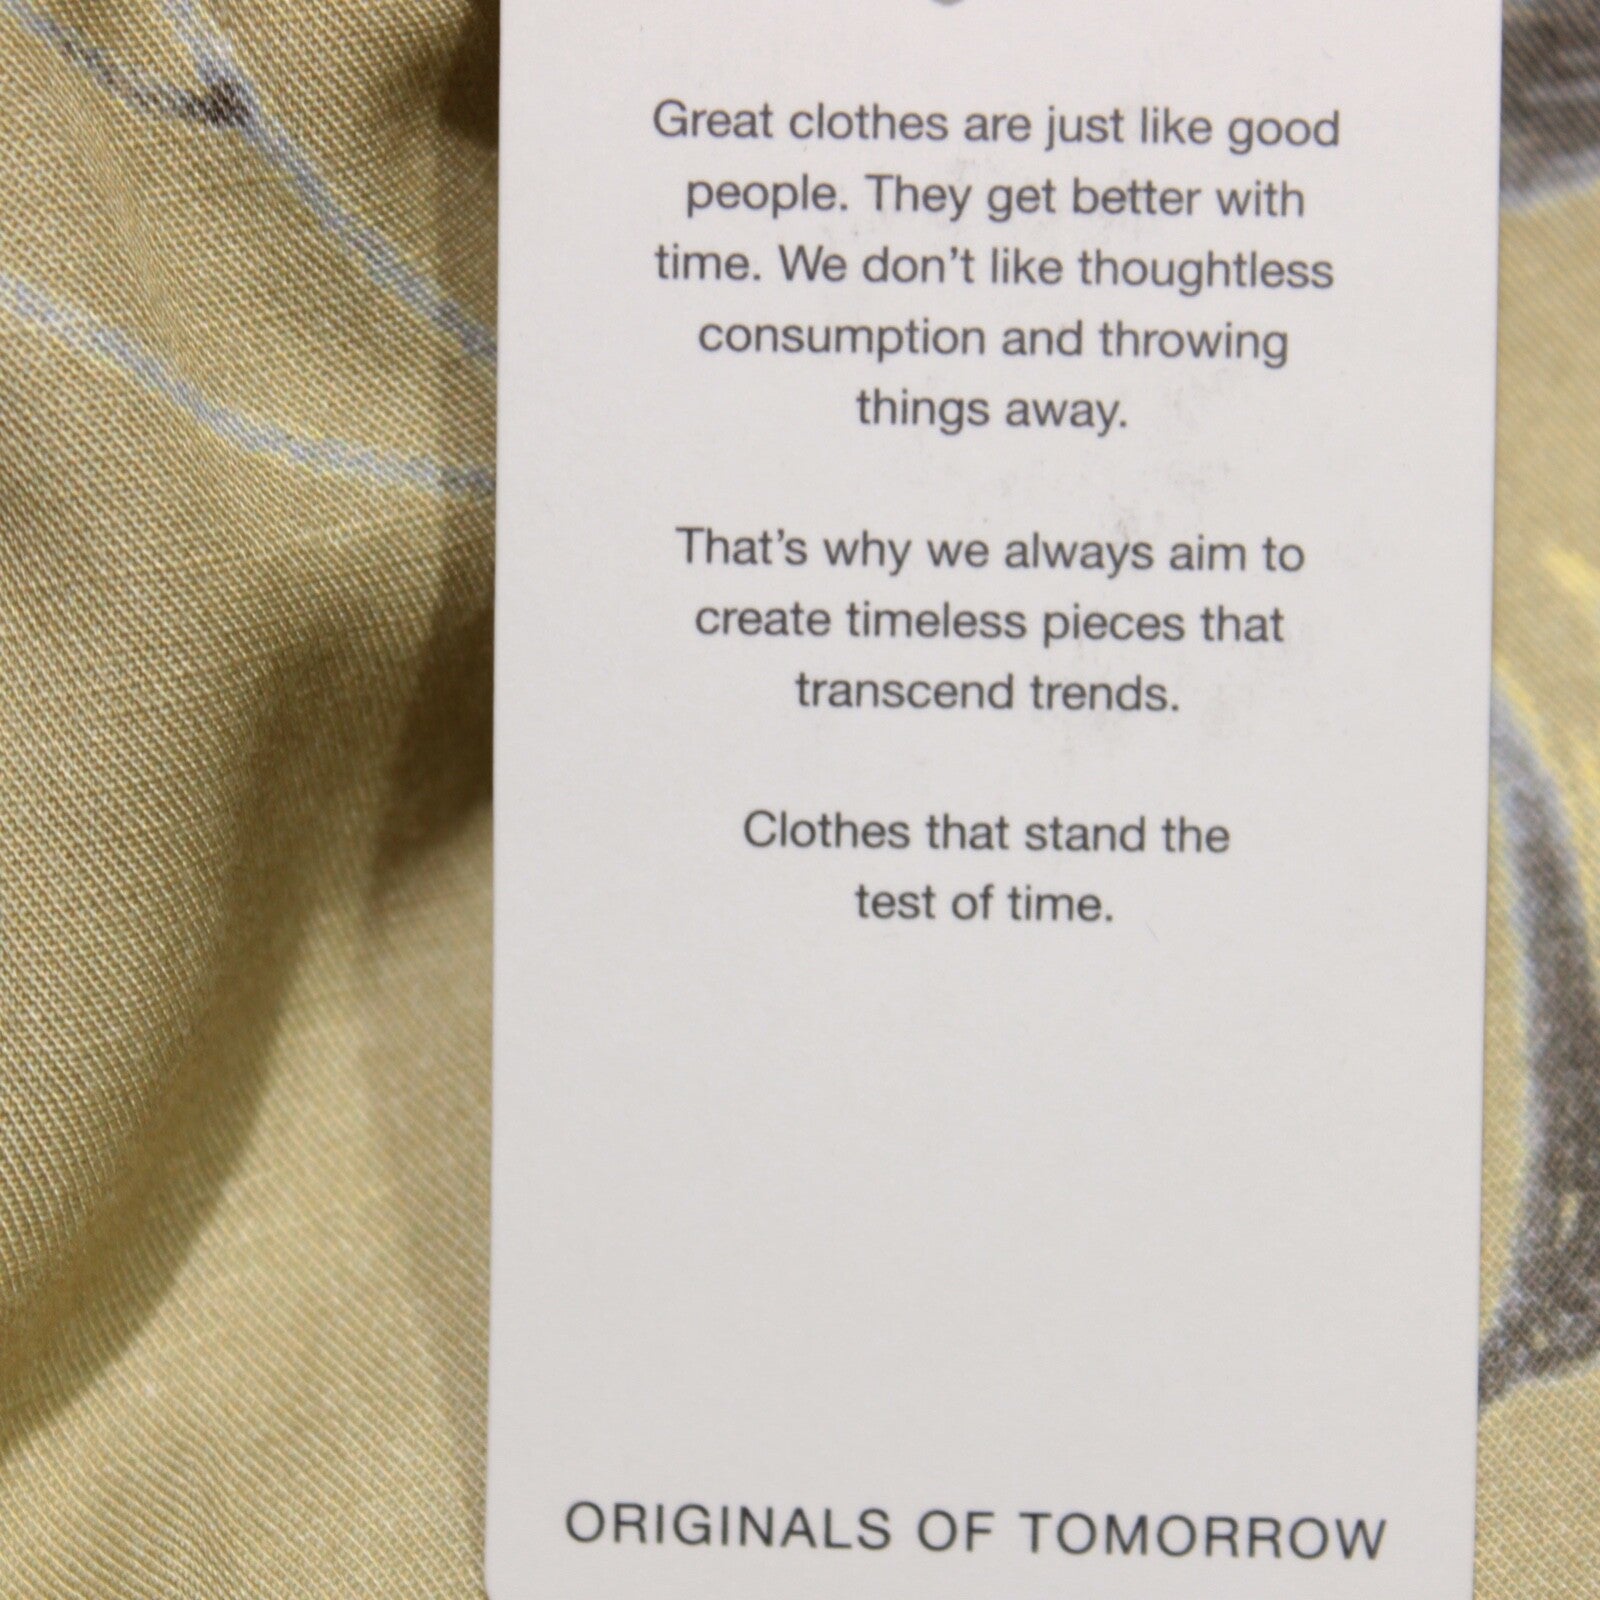 Great clothes are just like good
people. They get better with
time. We don't like thoughtless
consumption and throwing
things away.
That's why we always aim to
create timeless pieces that
transcend trends.
Clothes that stand the
test of time.
ORIGINALS OF TOMORROW